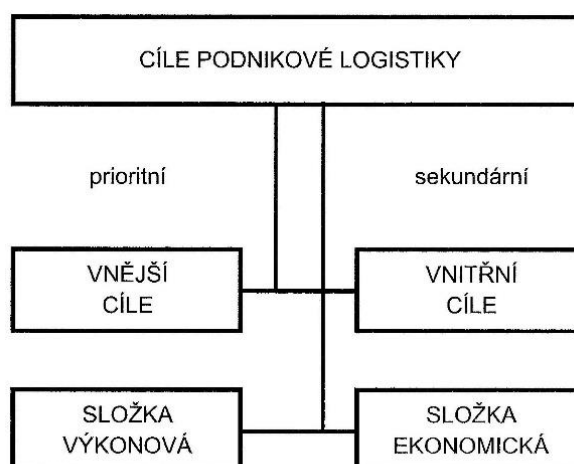 CÍLE PODNIKOVÉ LOGISTIKY
prioritní
sekundární
VNĚJŠÍ
CÍLE
VNITŘNÍ
CÍLE
SLOŽKA
VÝKONOVÁ
SLOŽKA
EKONOMICKÁ